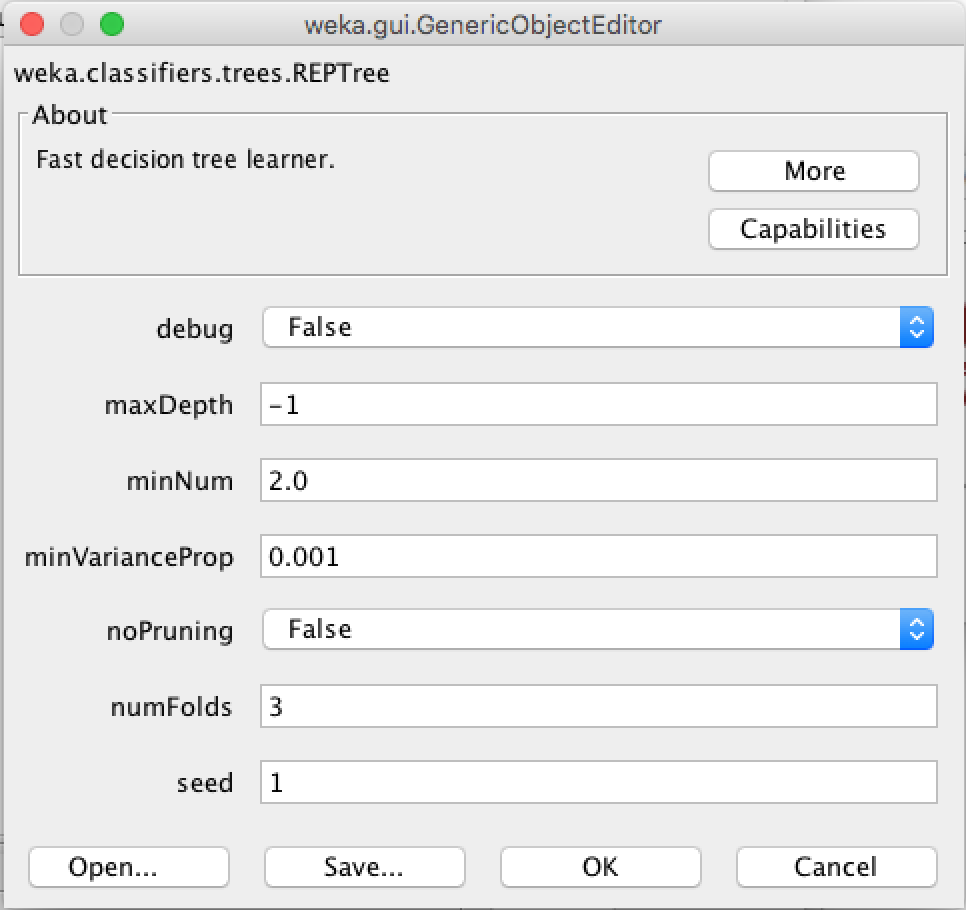 weka.gui.GenericObjectEditor
weka.classifiers.trees.REPTree
About
Fast decision tree learner.
More
Capabilities
debug False
maxDepth -1
minNum 2.0
minVarianceProp 0.001
noPruning False
numFolds 3
seed 1
Open... Save... OK Cancel